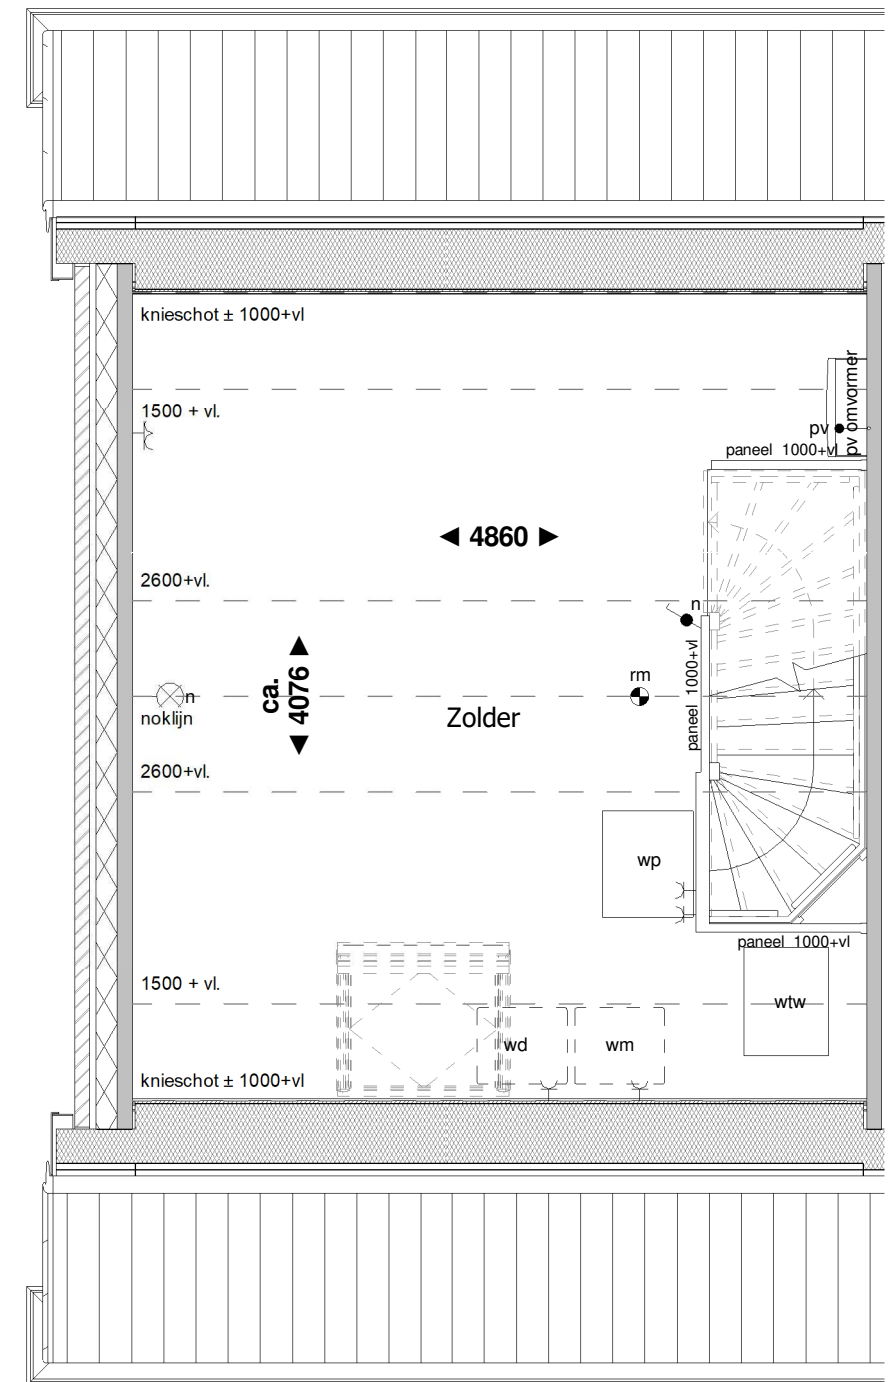 knieschot ± 1000+vl
pv omvormer
1500 + vl.
pv
paneel 1000+vl
◄ 4860 ►
2600+vl.
n
paneel 1000+vl
rm
n
noklijn
ca.
◄ 4076 ►
Zolder
2600+vl.
wp
paneel 1000+vl
1500 + vl.
wtw
wd
wm
knieschot ± 1000+vl